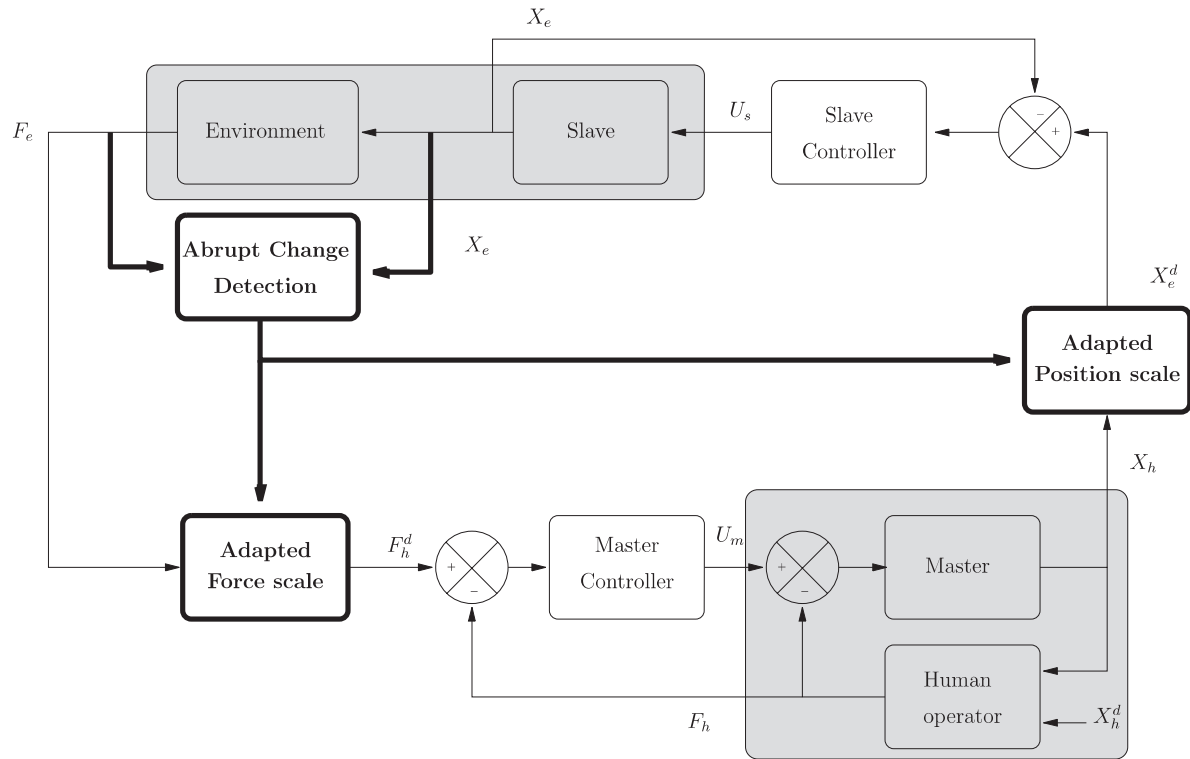 X_e
F_e
Environment
Slave
U_s
Slave
Controller
−
+
Abrupt Change
Detection
X_e
X_e^d
Adapted
Position scale
X_h
Adapted
Force scale
F_h^d
+
−
Master
Controller
U_m
+
−
Master
Human
operator
F_h
X_h^d